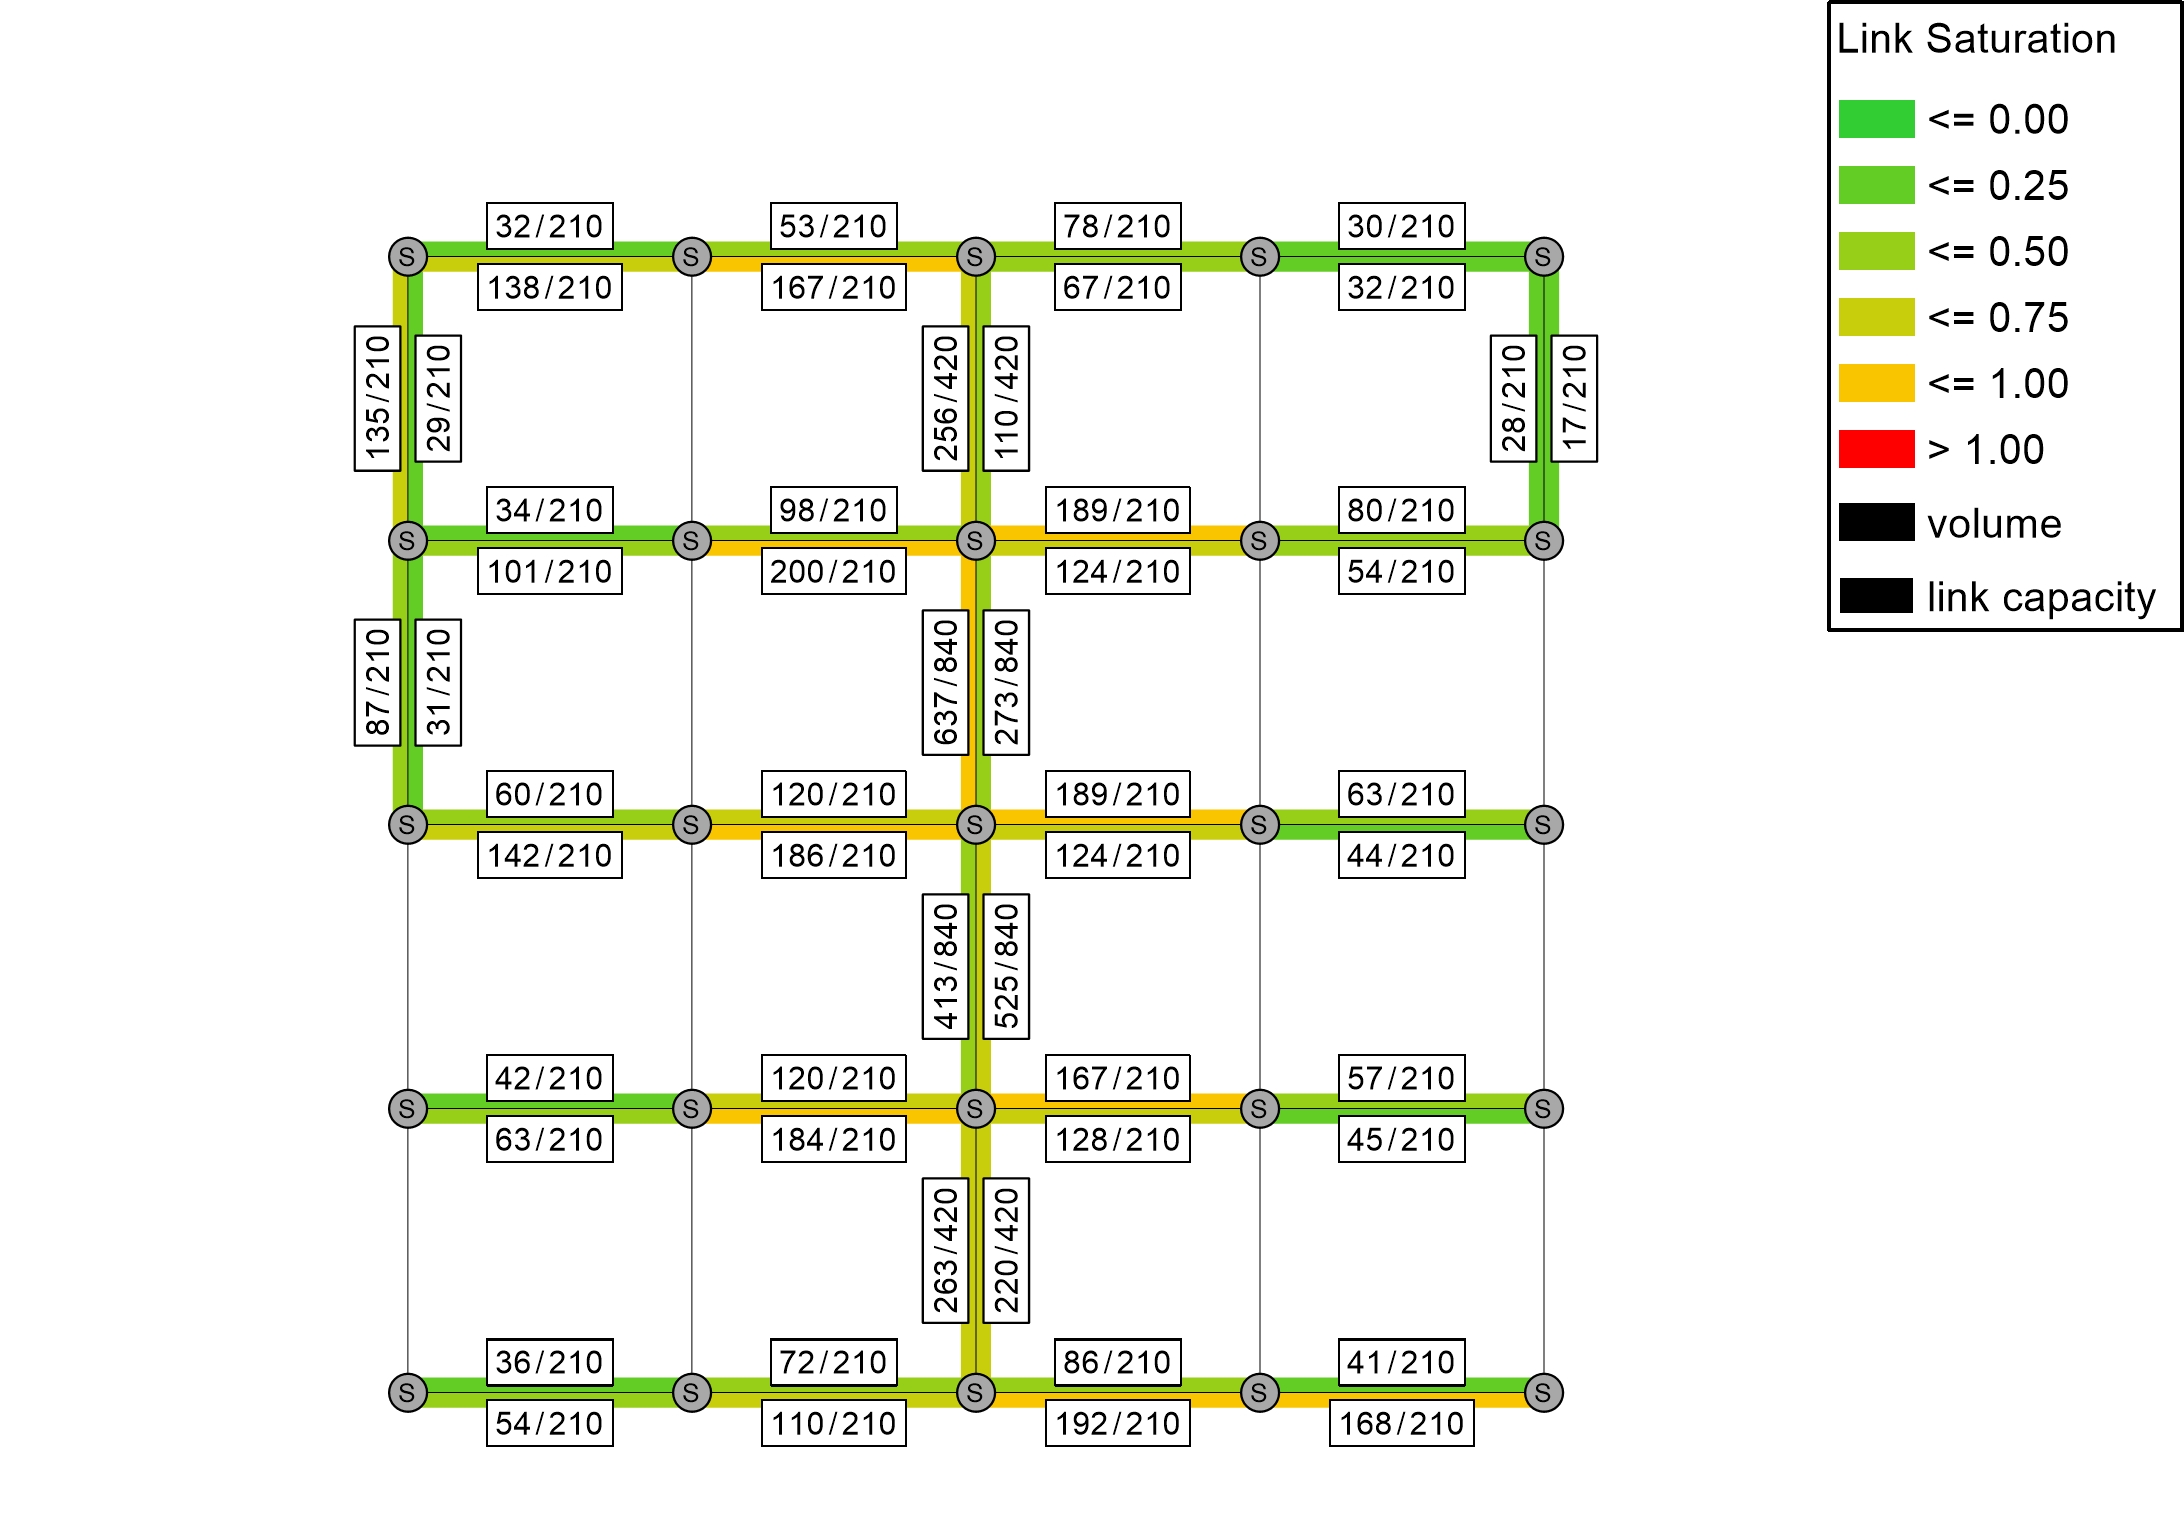 Link Saturation
<= 0.00
<= 0.25
<= 0.50
<= 0.75
<= 1.00
> 1.00
volume
link capacity
32/210
53/210
78/210
30/210
S
S
S
S
S
138/210
167/210
67/210
32/210
135/210
29/210
256/420
110/420
28/210
17/210
34/210
98/210
189/210
80/210
S
S
S
S
S
101/210
200/210
124/210
54/210
87/210
31/210
637/840
273/840
60/210
120/210
189/210
63/210
S
S
S
S
S
142/210
186/210
124/210
44/210
413/840
525/840
42/210
120/210
167/210
57/210
S
S
S
S
S
63/210
184/210
128/210
45/210
263/420
220/420
36/210
72/210
86/210
41/210
S
S
S
S
S
54/210
110/210
192/210
168/210